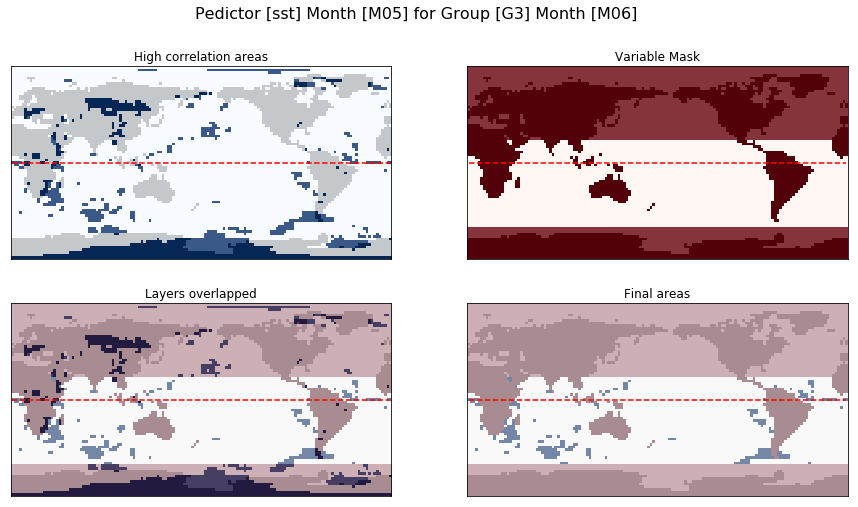 Pedictor [sst] Month [M05] for Group [G3] Month [M06]
High correlation areas
Variable Mask
Layers overlapped
Final areas